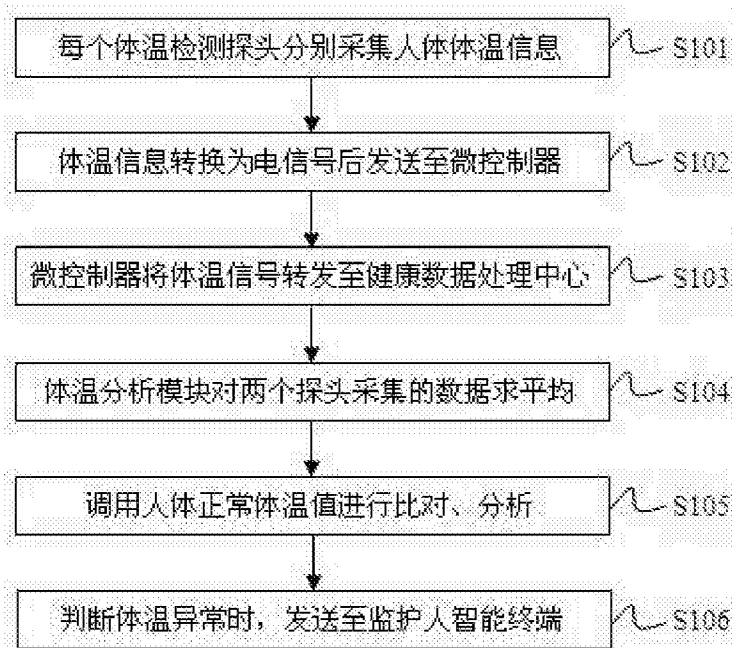 每个体温检测探头分别采集人体体温信息 S101
体温信息转换为电信号后发送至微控制器 S102
微控制器将体温信号转发至健康数据处理中心 S103
体温分析模块对两个探头采集的数据求平均 S104
调用人体正常体温值进行比对、分析 S105
判断体温异常时，发送至监护人智能终端 S106